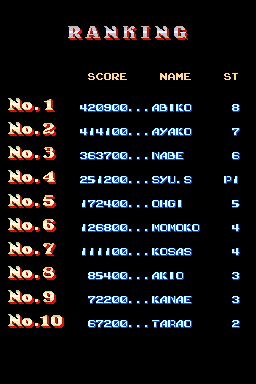 RANKING
SCORE NAME ST
No.1 420900...ABIKO 8
No.2 414100...AYAKO 7
No.3 363700...NABE 6
No.4 251200...SYU.S P1
No.5 172400...OHGI 5
No.6 126800...MOMOKO 4
No.7 111100...KOSAS 4
No.8 85400...AKIO 3
No.9 72200...KANAE 3
No.10 67200...TARAO 2